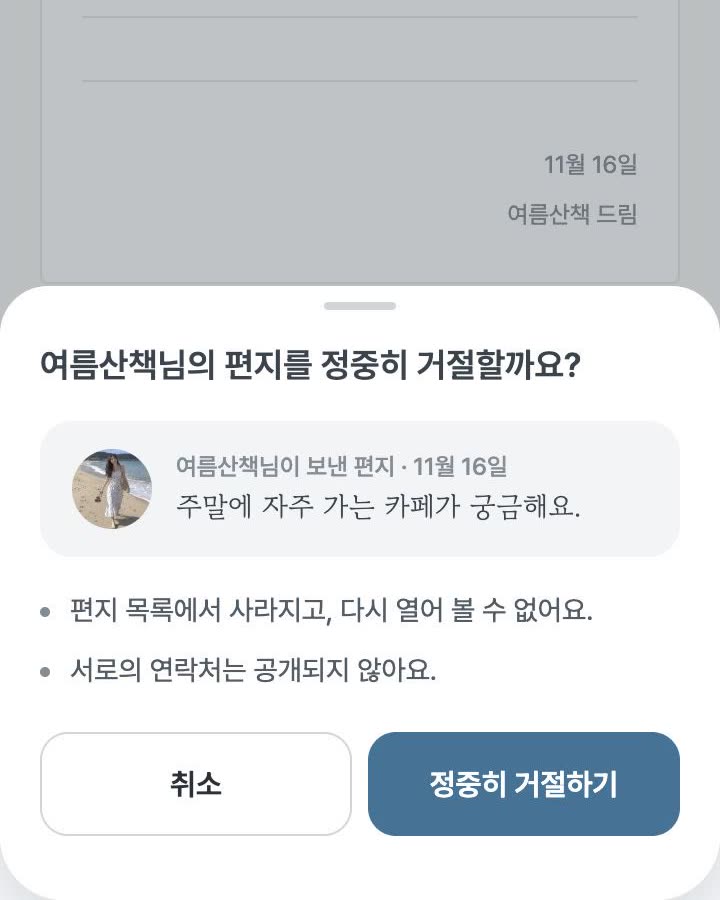 11월 16일
여름산책 드림
여름산책님의 편지를 정중히 거절할까요?
여름산책님이 보낸 편지 · 11월 16일
주말에 자주 가는 카페가 궁금해요.
• 편지 목록에서 사라지고, 다시 열어 볼 수 없어요.
• 서로의 연락처는 공개되지 않아요.
취소
정중히 거절하기